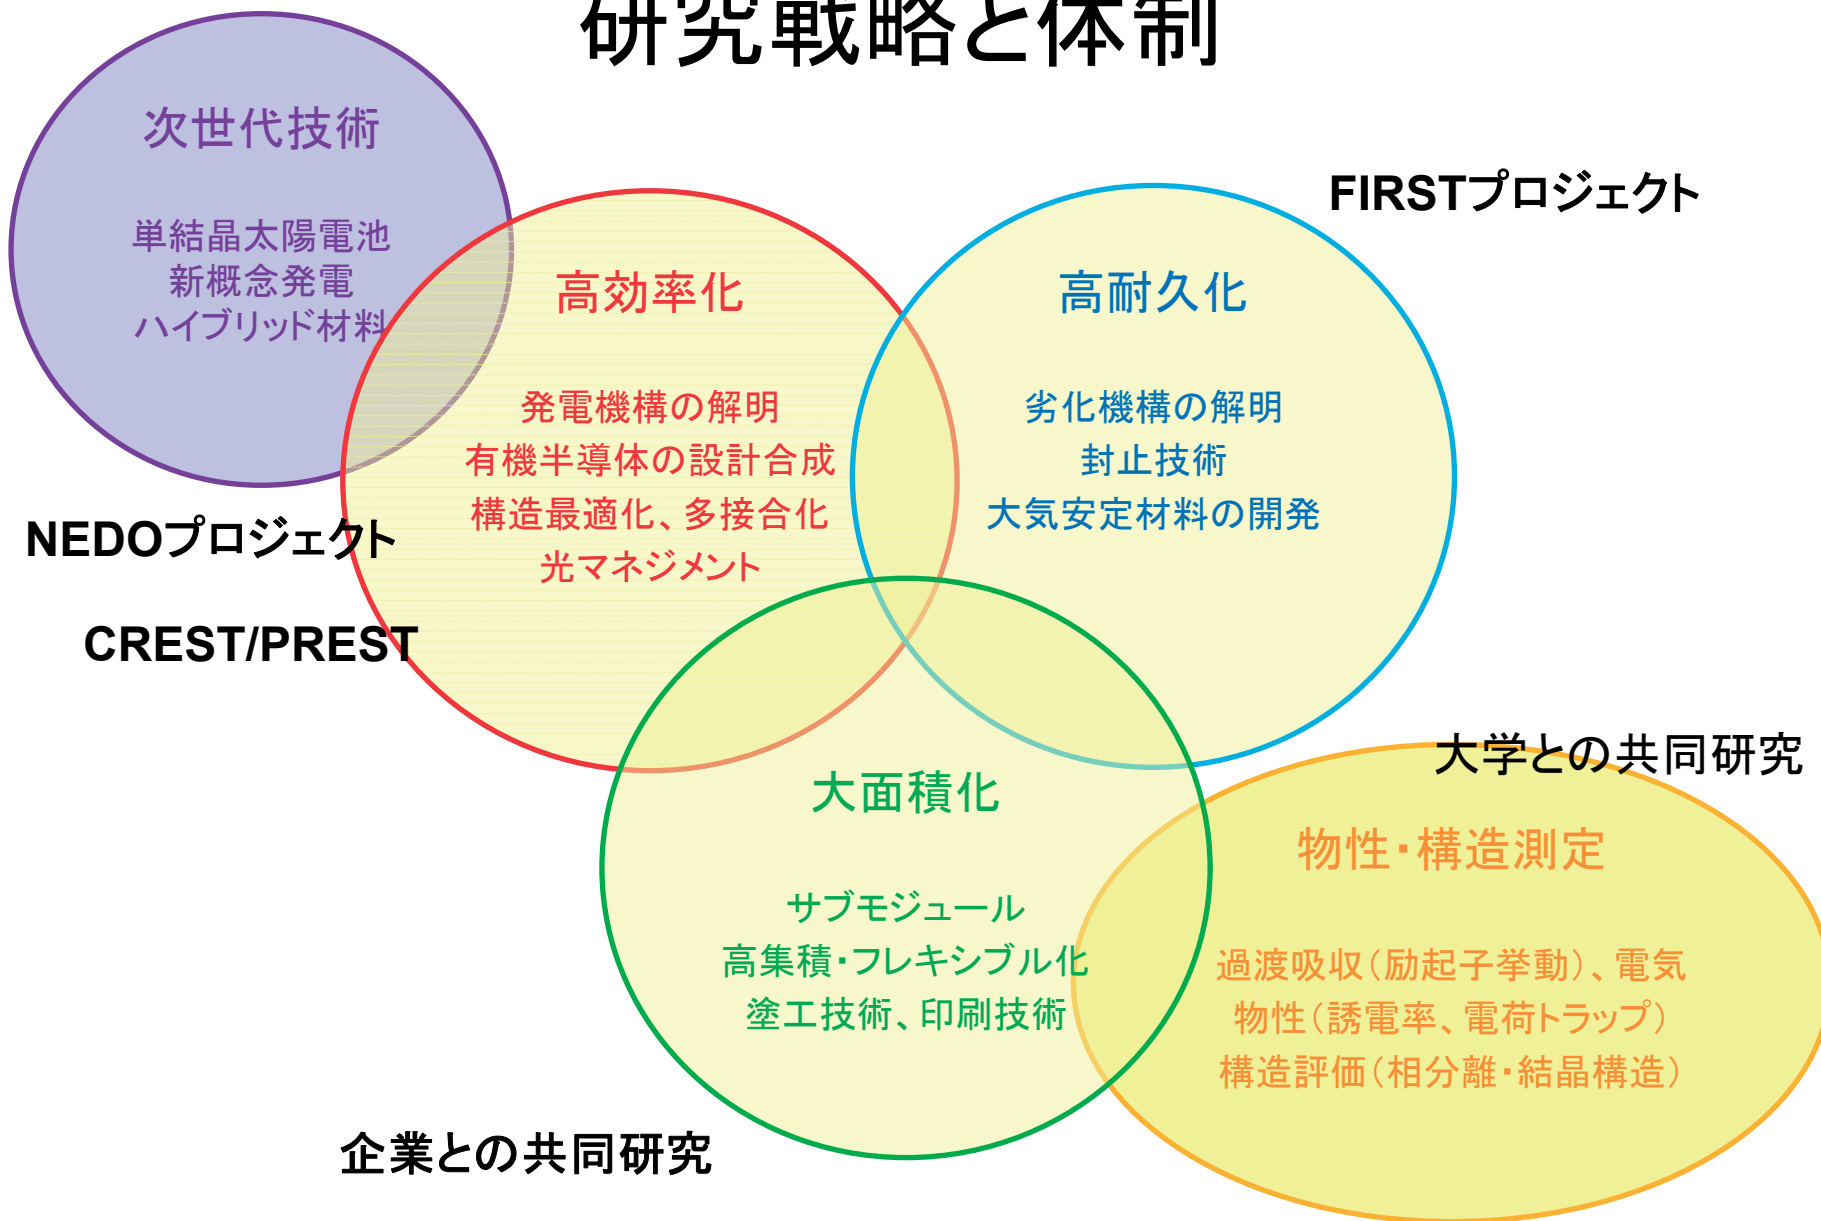 研究戦略と体制
次世代技術
単結晶太陽電池
新概念発電
ハイブリッド材料
FIRSTプロジェクト
高効率化
発電機構の解明
有機半導体の設計合成
構造最適化、多接合化
光マネジメント
高耐久化
劣化機構の解明
封止技術
大気安定材料の開発
NEDOプロジェクト
CREST/PREST
大学との共同研究
大面積化
サブモジュール
高集積・フレキシブル化
塗工技術、印刷技術
物性・構造測定
過渡吸収（励起子挙動）、電気
物性（誘電率、電荷トラップ）
構造評価（相分離・結晶構造）
企業との共同研究